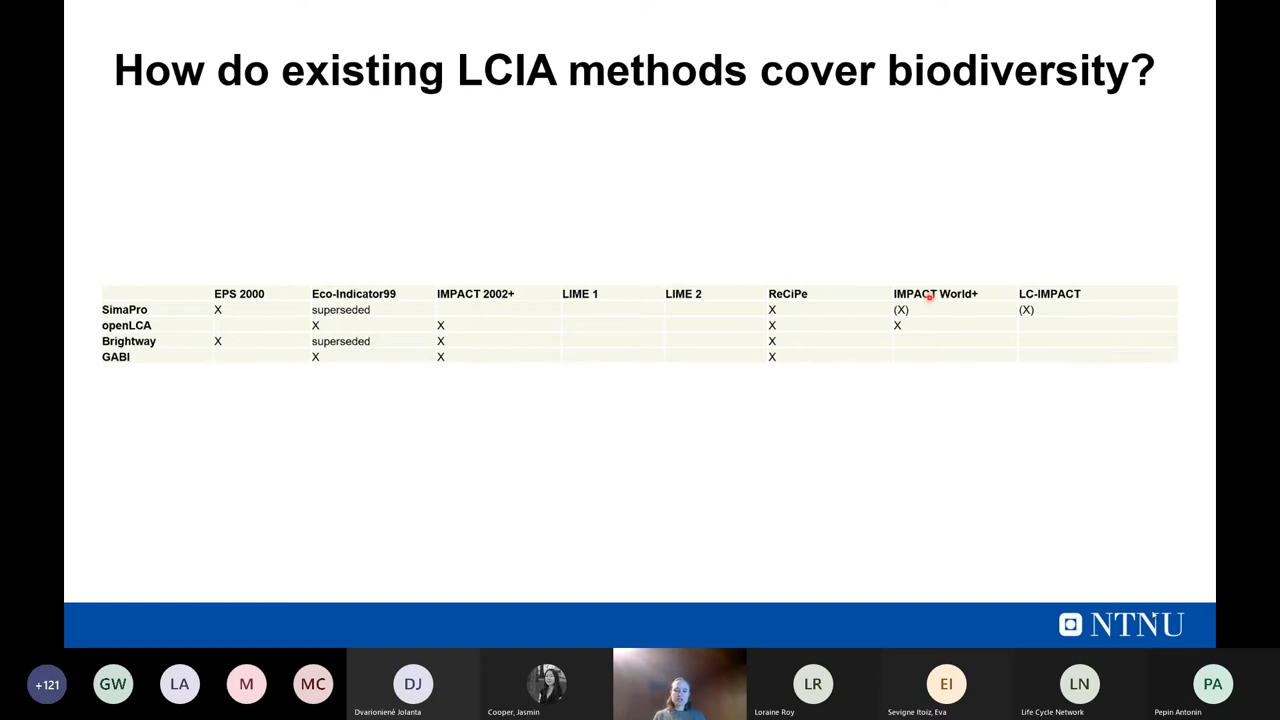 How do existing LCIA methods cover biodiversity?
EPS 2000 Eco-Indicator99 IMPACT 2002+ LIME 1 LIME 2 ReCiPe IMPACT World+ LC-IMPACT
SimaPro X superseded X (X) (X)
openLCA X X X X
Brightway X superseded X X
GABI X X X
NTNU
+121 GW LA M MC DJ LR EI LN PA
Dvarionienė Jolanta Cooper, Jasmin Loraine Roy Sevigne Itoiz, Eva Life Cycle Network Pepin Antonin